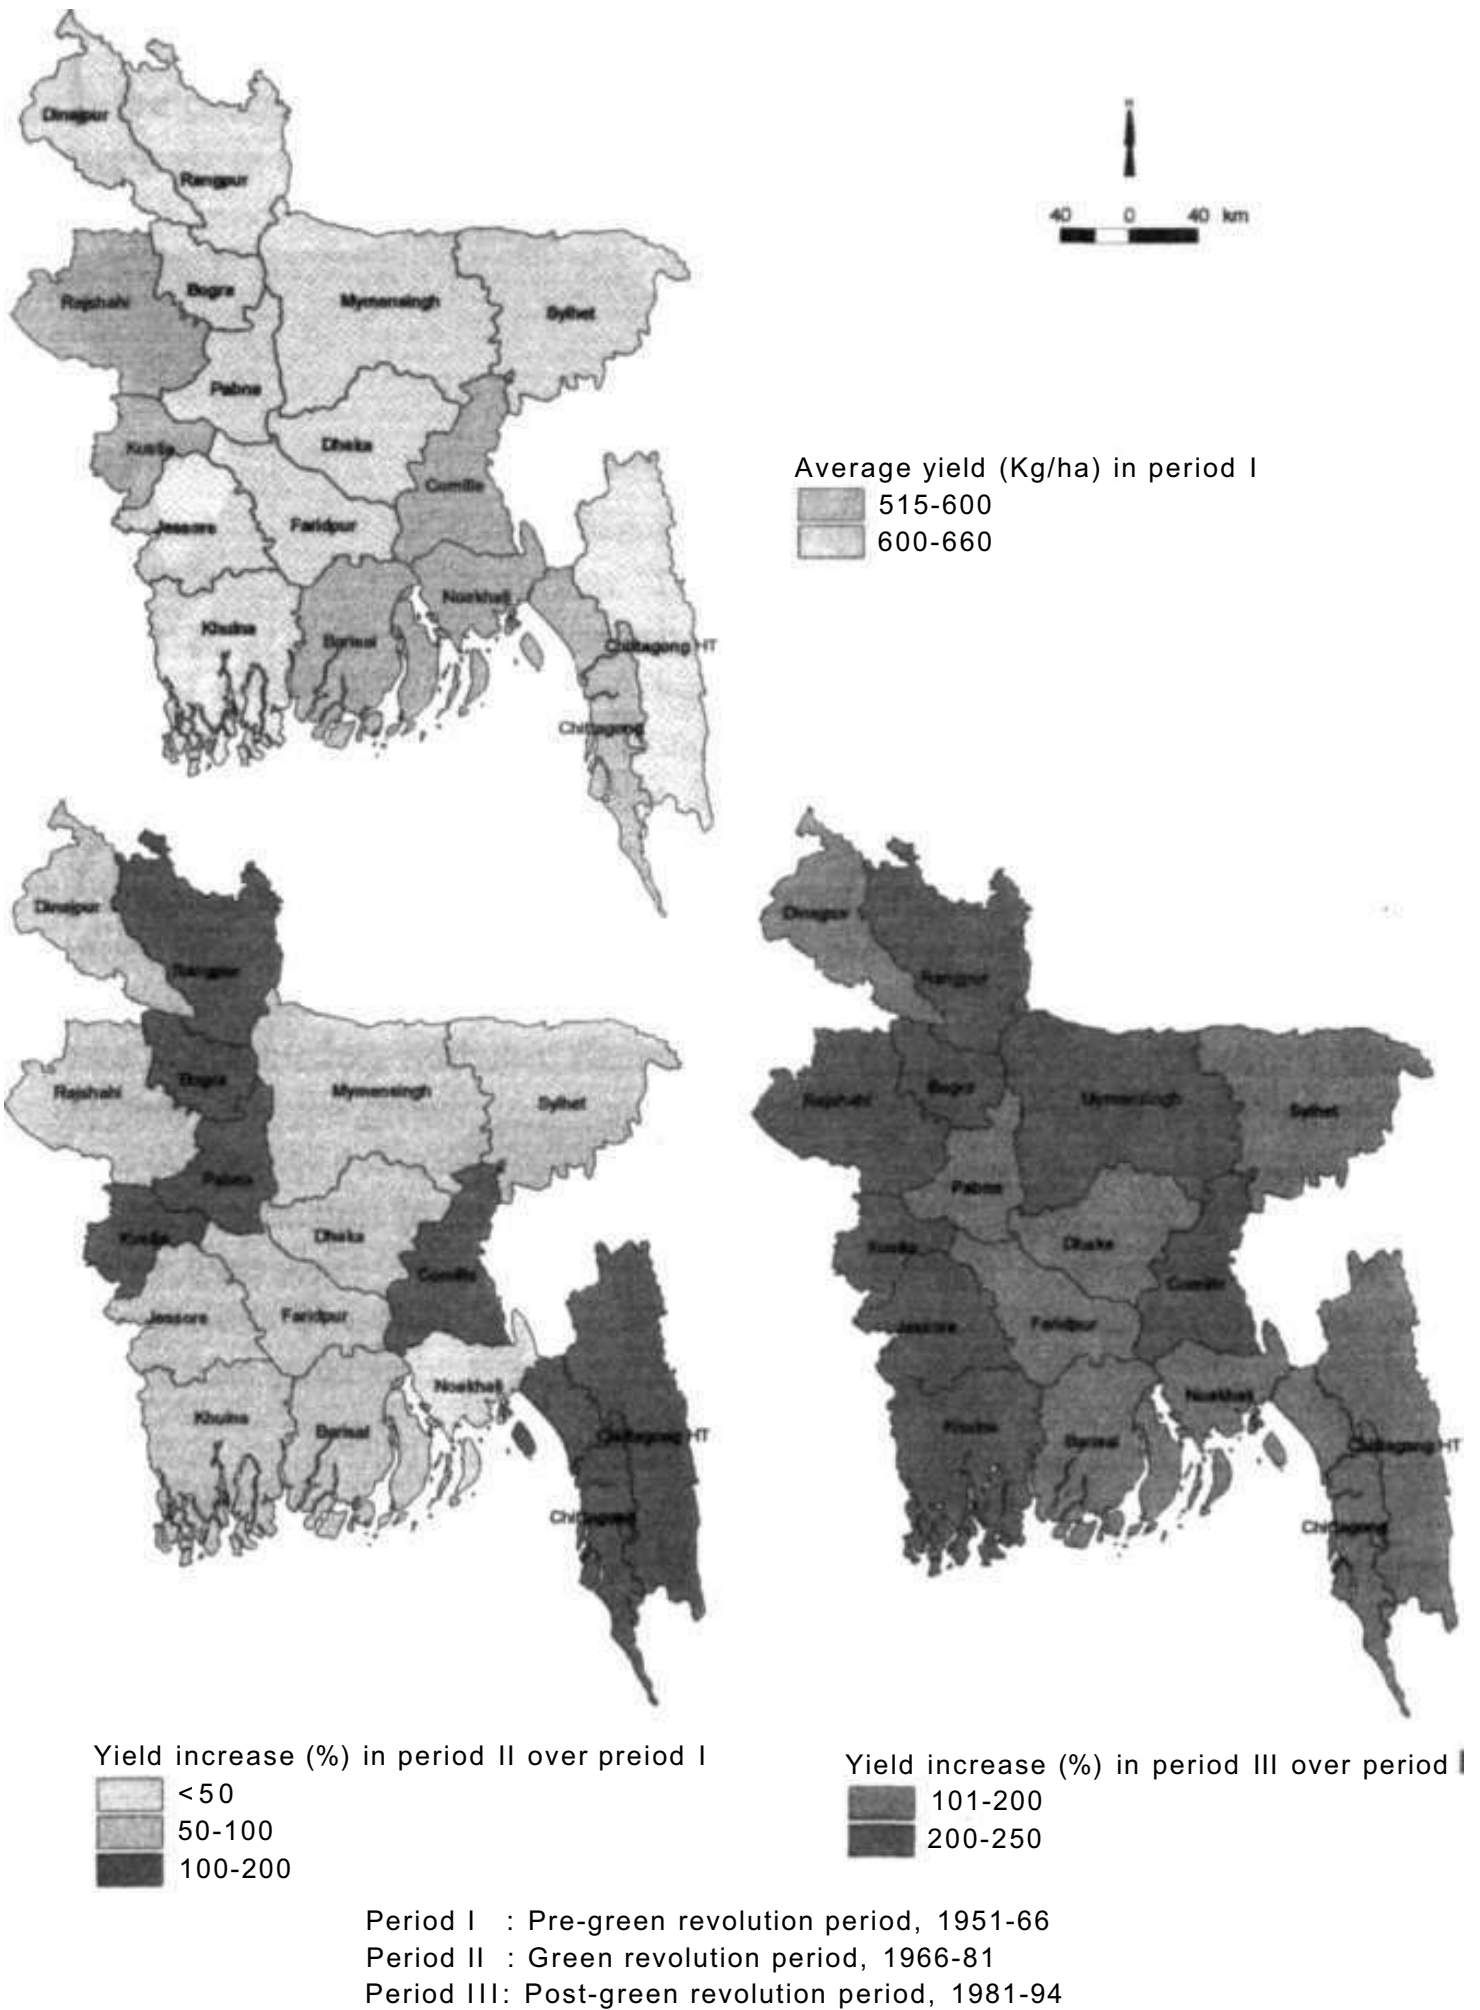 Dinajpur
N
Rangpur
40 0 40 km
Rajshahi
Bogra
Mymensingh
Sylhet
Pabna
Dhaka
Kustia
Comilla
Average yield (Kg/ha) in period I
515-600
600-660
Jessore
Faridpur
Noakhali
Khulna
Barisal
Chittagong HT
Chittagong
Dinajpur
Rangpur
Rajshahi
Bogra
Mymensingh
Sylhet
Pabna
Kustia
Dhaka
Comilla
Jessore
Faridpur
Noakhali
Khulna
Barisal
Chittagong HT
Chittagong
Dinajpur
Rangpur
Rajshahi
Bogra
Mymensingh
Sylhet
Pabna
Dhaka
Kustia
Comilla
Jessore
Faridpur
Noakhali
Khulna
Barisal
Chittagong HT
Chittagong
Yield increase (%) in period II over preiod I
<50
50-100
100-200
Yield increase (%) in period III over period
101-200
200-250
Period I : Pre-green revolution period, 1951-66
Period II : Green revolution period, 1966-81
Period III: Post-green revolution period, 1981-94